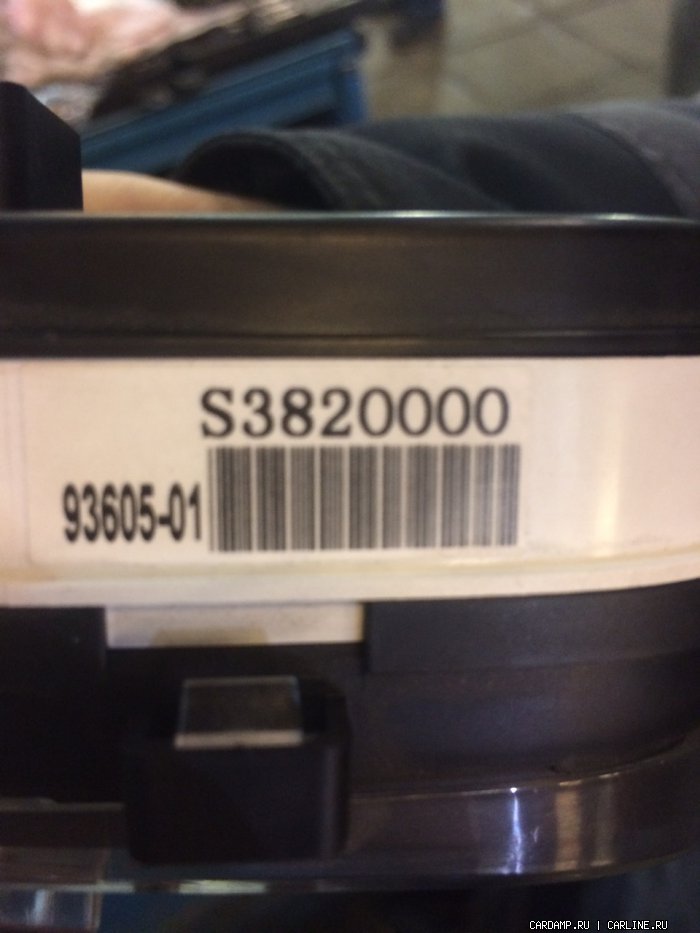 S3820000
93605-01
CARDAMP.RU | CARLINE.RU